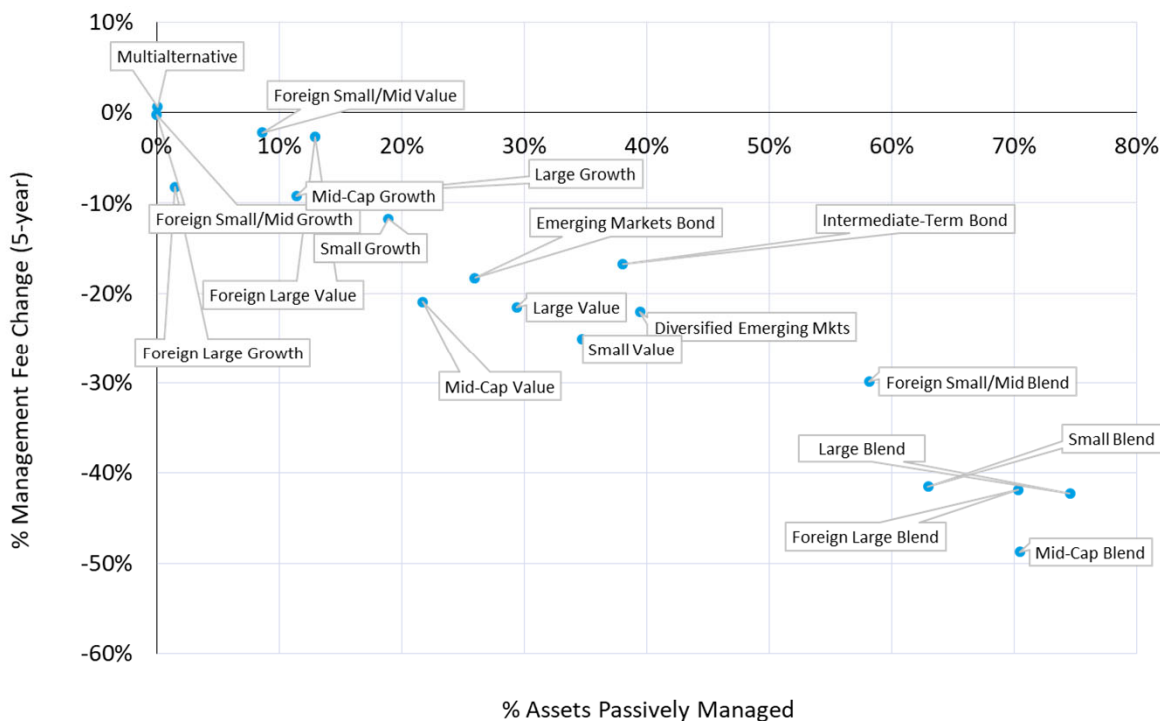 10%
Multialternative
Foreign Small/Mid Value
0%
0%
10%
20%
30%
40%
50%
60%
70%
80%
Large Growth
Mid-Cap Growth
-10%
Foreign Small/Mid Growth
Emerging Markets Bond
Intermediate-Term Bond
Small Growth
-20%
Foreign Large Value
Large Value
Diversified Emerging Mkts
Foreign Large Growth
Small Value
-30%
Mid-Cap Value
Foreign Small/Mid Blend
Small Blend
Large Blend
-40%
Foreign Large Blend
Mid-Cap Blend
-50%
-60%
% Management Fee Change (5-year)
% Assets Passively Managed